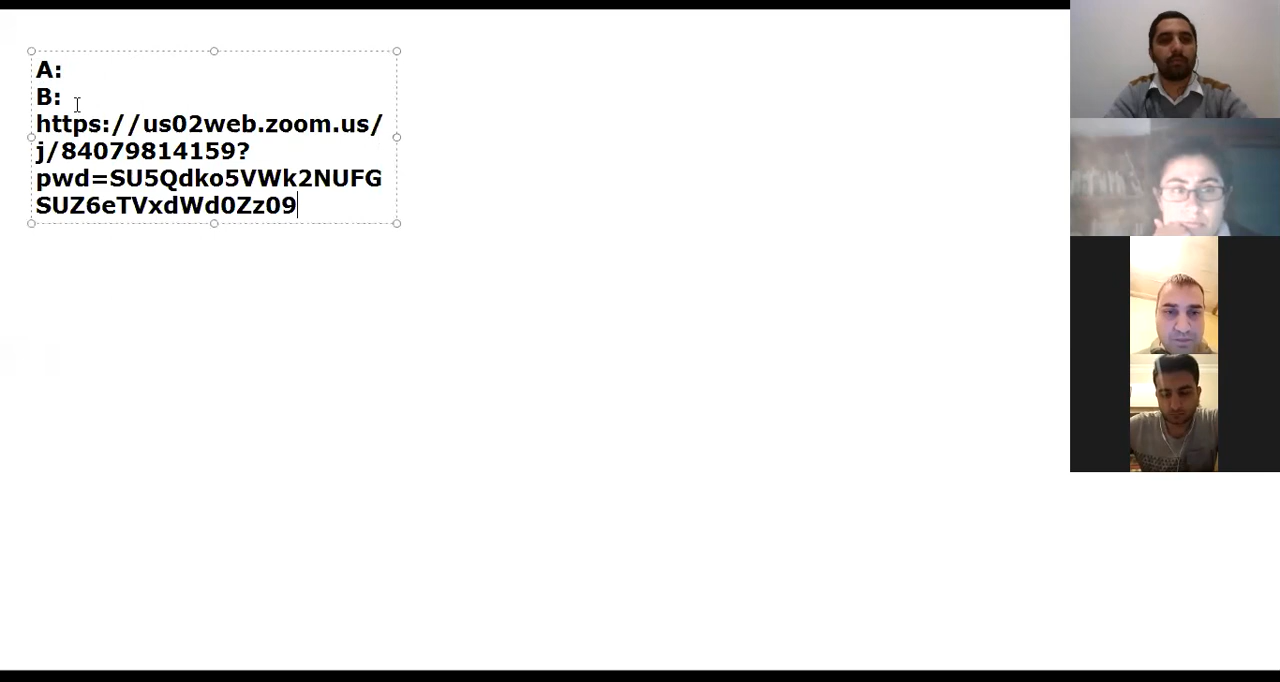 A:
B:
https://us02web.zoom.us/
j/84079814159?
pwd=SU5Qdko5VWk2NUFG
SUZ6eTVxdWd0Zz09